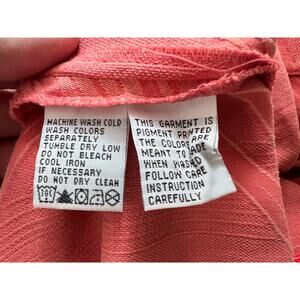 MACHINE WASH COLD
WASH COLORS
SEPARATELY
TUMBLE DRY LOW
DO NOT BLEACH
COOL IRON
IF NECESSARY
DO NOT DRY CLEAN
30C
THIS GARMENT IS
PIGMENT PRINTED
THE COLORS ARE
MEANT TO FADE
WHEN WASHED
FOLLOW CARE
INSTRUCTION
CAREFULLY